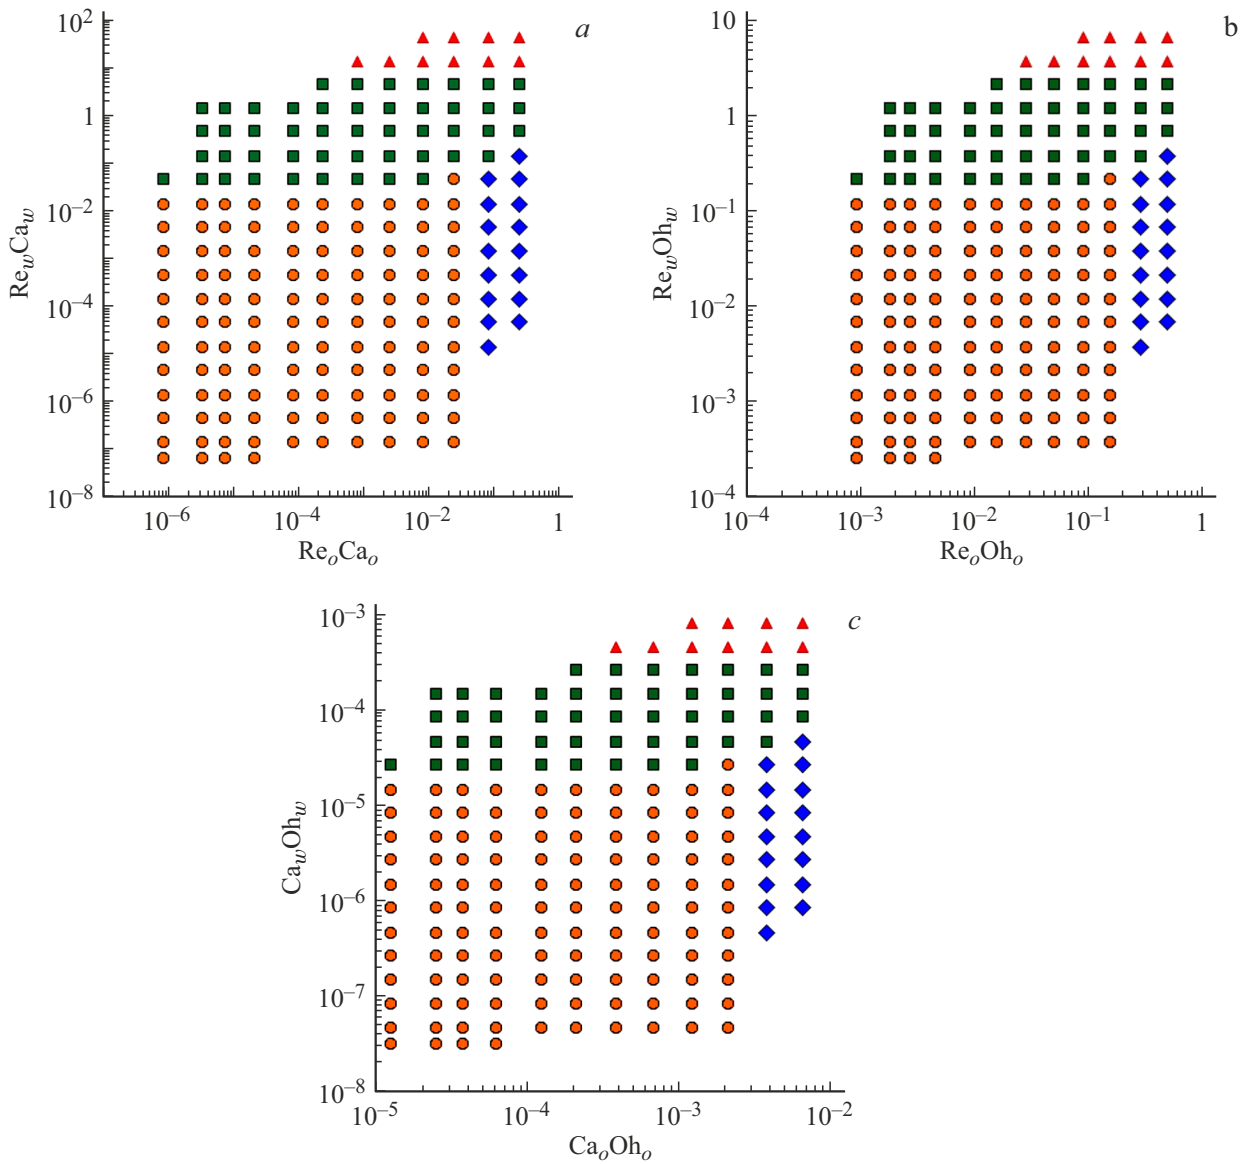 10² a
1
10⁻²
10⁻⁴
10⁻⁶
10⁻⁸
Re_wCa_w
10⁻⁶ 10⁻⁴ 10⁻² 1
Re_oCa_o
10 b
1
10⁻¹
10⁻²
10⁻³
10⁻⁴
Re_wOh_w
10⁻⁴ 10⁻³ 10⁻² 10⁻¹ 1
Re_oOh_o
10⁻³ c
10⁻⁴
10⁻⁵
10⁻⁶
10⁻⁷
10⁻⁸
Ca_wOh_w
10⁻⁵ 10⁻⁴ 10⁻³ 10⁻²
Ca_oOh_o